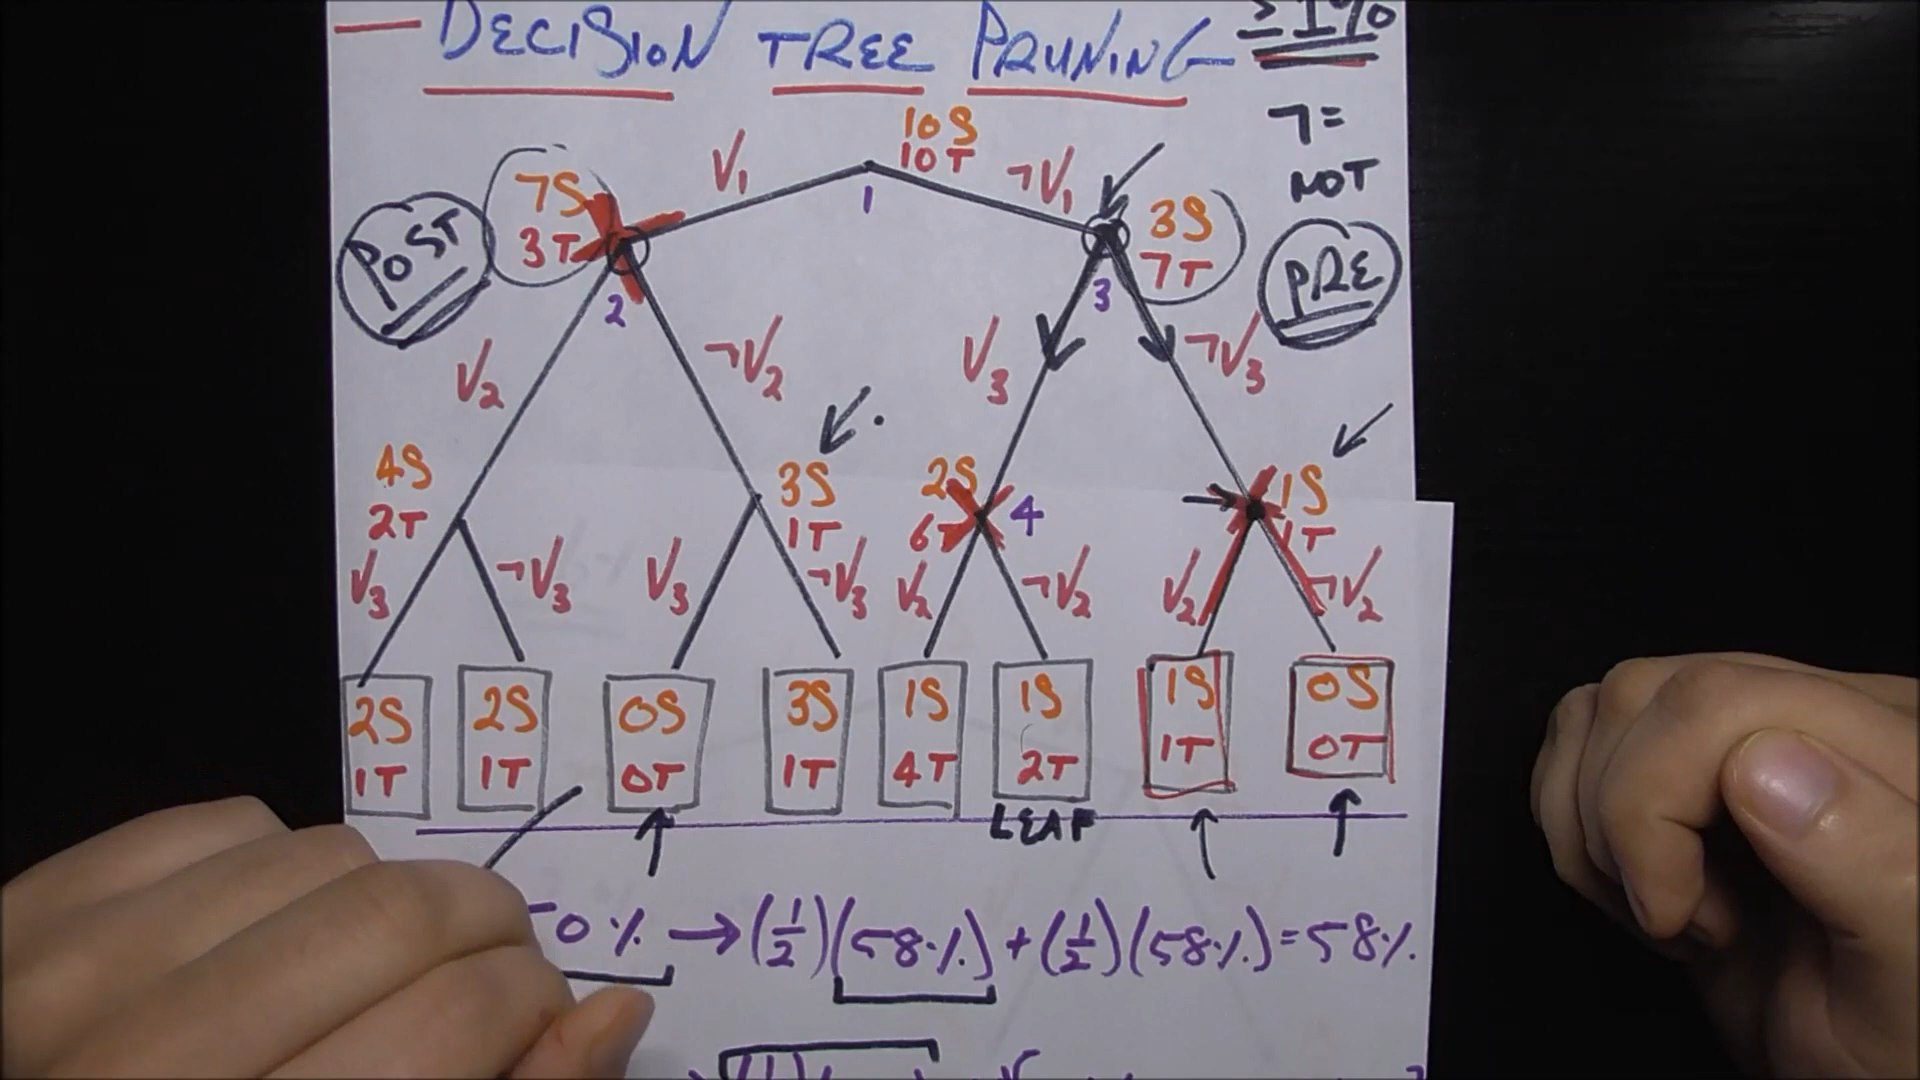 DECISION TREE PRUNING
≥ 1%
¬ =
NOT
10S
10T
V1
¬V1
1
POST
7S
3T
2
3S
7T
3
PRE
V2
¬V2
V3
¬V3
4S
2T
3S
1T
2S
6T
4
1S
1T
V3
¬V3
V3
¬V3
V2
¬V2
V2
¬V2
2S
1T
2S
1T
0S
0T
3S
1T
1S
4T
1S
2T
1S
1T
0S
0T
LEAF
50% → (1/2)(58%) + (1/2)(58%) = 58%